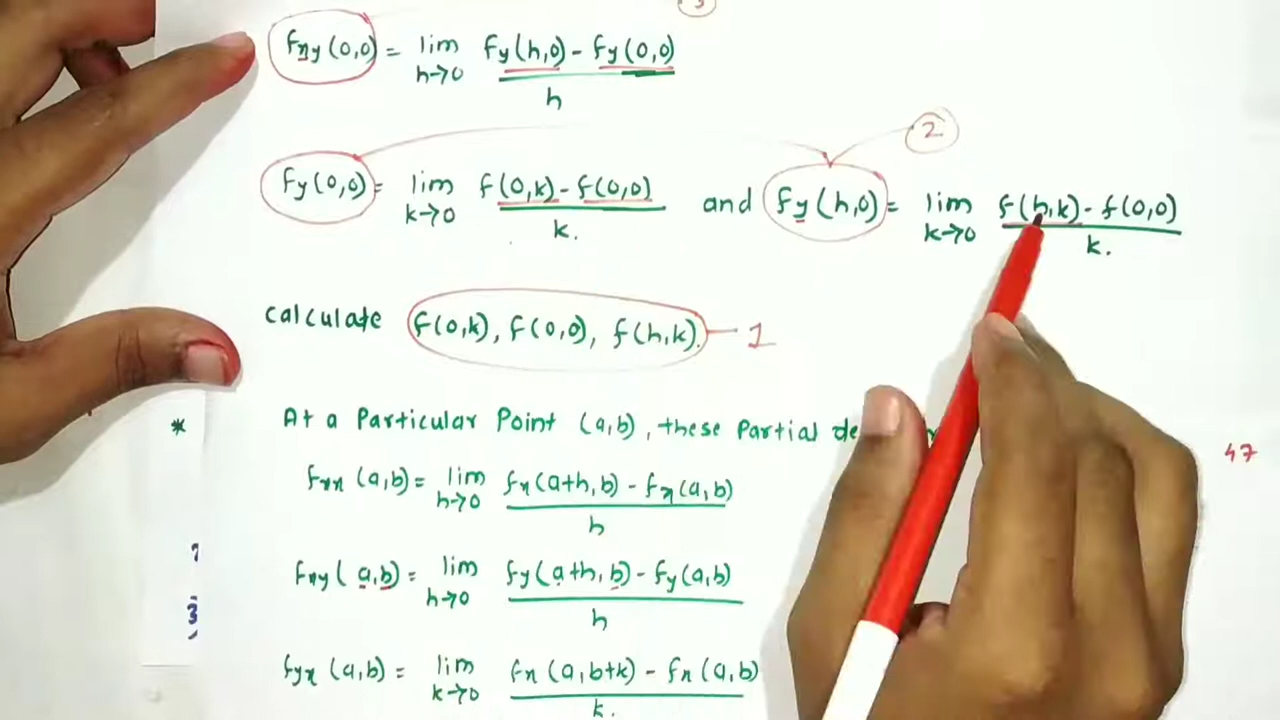 3
fxy(0,0) = lim h→0 fy(h,0) - fy(0,0) / h
2
fy(0,0) = lim k→0 f(0,k) - f(0,0) / k. and fy(h,0) = lim k→0 f(h,k) - f(0,0) / k.
calculate f(0,k), f(0,0), f(h,k). — 1
* At a Particular Point (a,b), these Partial
47
fxx (a,b) = lim h→0 fx(a+h, b) - fx(a,b) / h
fxy (a,b) = lim h→0 fy(a+h, b) - fy(a,b) / h
3
fyx (a,b) = lim k→0 fx (a,b+k) - fx (a,b) / k.